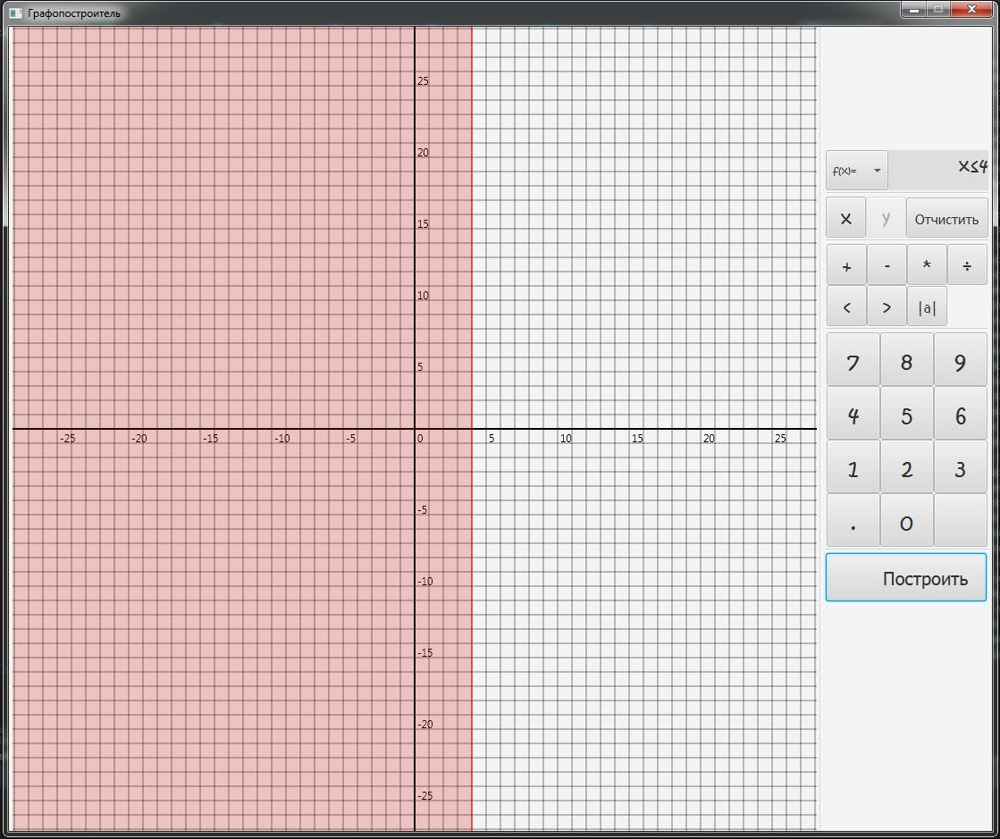 Графопостроитель
25
20
15
10
5
-25 -20 -15 -10 -5 0 5 10 15 20 25
-5
-10
-15
-20
-25
f(x)= x≤4
x y Отчистить
+ - * ÷
< > |a|
7 8 9
4 5 6
1 2 3
. 0
Построить